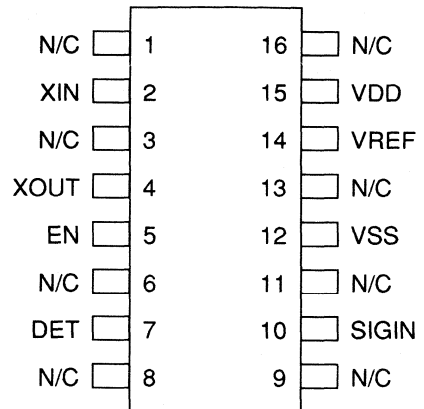 N/C 1 16 N/C
XIN 2 15 VDD
N/C 3 14 VREF
XOUT 4 13 N/C
EN 5 12 VSS
N/C 6 11 N/C
DET 7 10 SIGIN
N/C 8 9 N/C